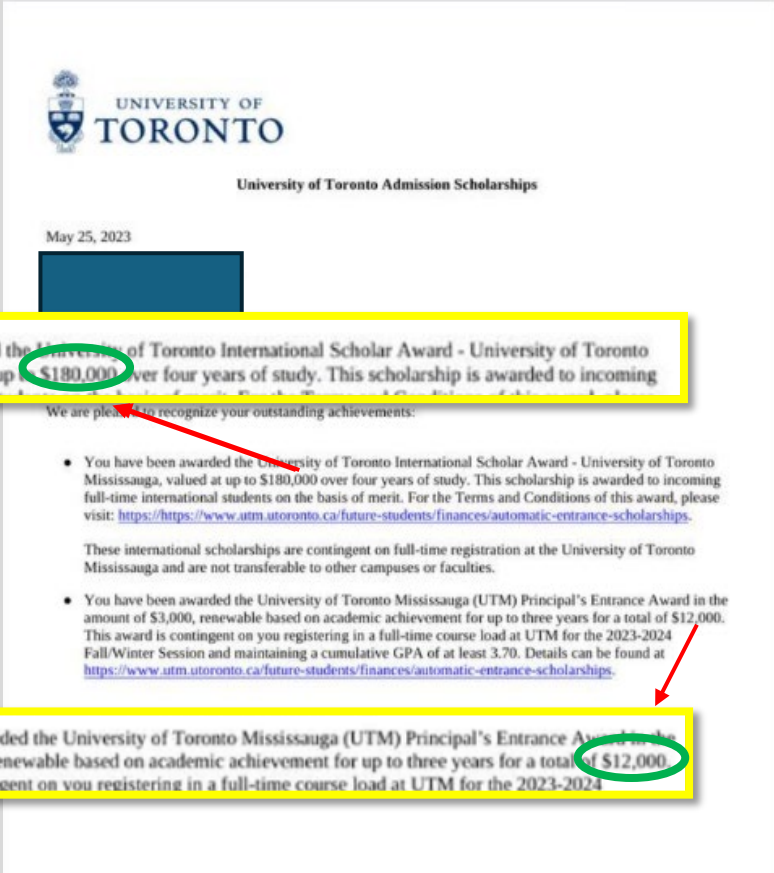 UNIVERSITY OF
TORONTO
University of Toronto Admission Scholarships
May 25, 2023
the University of Toronto International Scholar Award - University of Toronto
up to $180,000 over four years of study. This scholarship is awarded to incoming
We are pleased to recognize your outstanding achievements:
• You have been awarded the University of Toronto International Scholar Award - University of Toronto
Mississauga, valued at up to $180,000 over four years of study. This scholarship is awarded to incoming
full-time international students on the basis of merit. For the Terms and Conditions of this award, please
visit: https://https://www.utm.utoronto.ca/future-students/finances/automatic-entrance-scholarships.
These international scholarships are contingent on full-time registration at the University of Toronto
Mississauga and are not transferable to other campuses or faculties.
• You have been awarded the University of Toronto Mississauga (UTM) Principal's Entrance Award in the
amount of $3,000, renewable based on academic achievement for up to three years for a total of $12,000.
This award is contingent on you registering in a full-time course load at UTM for the 2023-2024
Fall/Winter Session and maintaining a cumulative GPA of at least 3.70. Details can be found at
https://www.utm.utoronto.ca/future-students/finances/automatic-entrance-scholarships.
ded the University of Toronto Mississauga (UTM) Principal's Entrance Award in the
enewable based on academic achievement for up to three years for a total of $12,000.
gent on you registering in a full-time course load at UTM for the 2023-2024